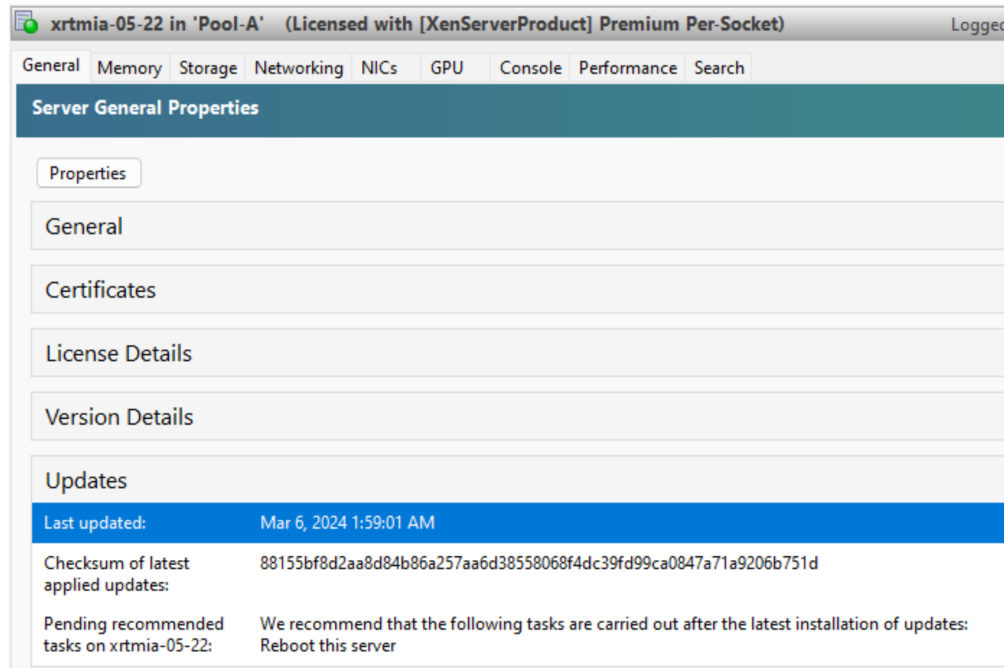 xrtmia-05-22 in 'Pool-A' (Licensed with [XenServerProduct] Premium Per-Socket) Logged
General Memory Storage Networking NICs GPU Console Performance Search
Server General Properties
Properties
General
Certificates
License Details
Version Details
Updates
Last updated: Mar 6, 2024 1:59:01 AM
Checksum of latest 88155bf8d2aa8d84b86a257aa6d38558068f4dc39fd99ca0847a71a9206b751d
applied updates:
Pending recommended We recommend that the following tasks are carried out after the latest installation of updates:
tasks on xrtmia-05-22: Reboot this server